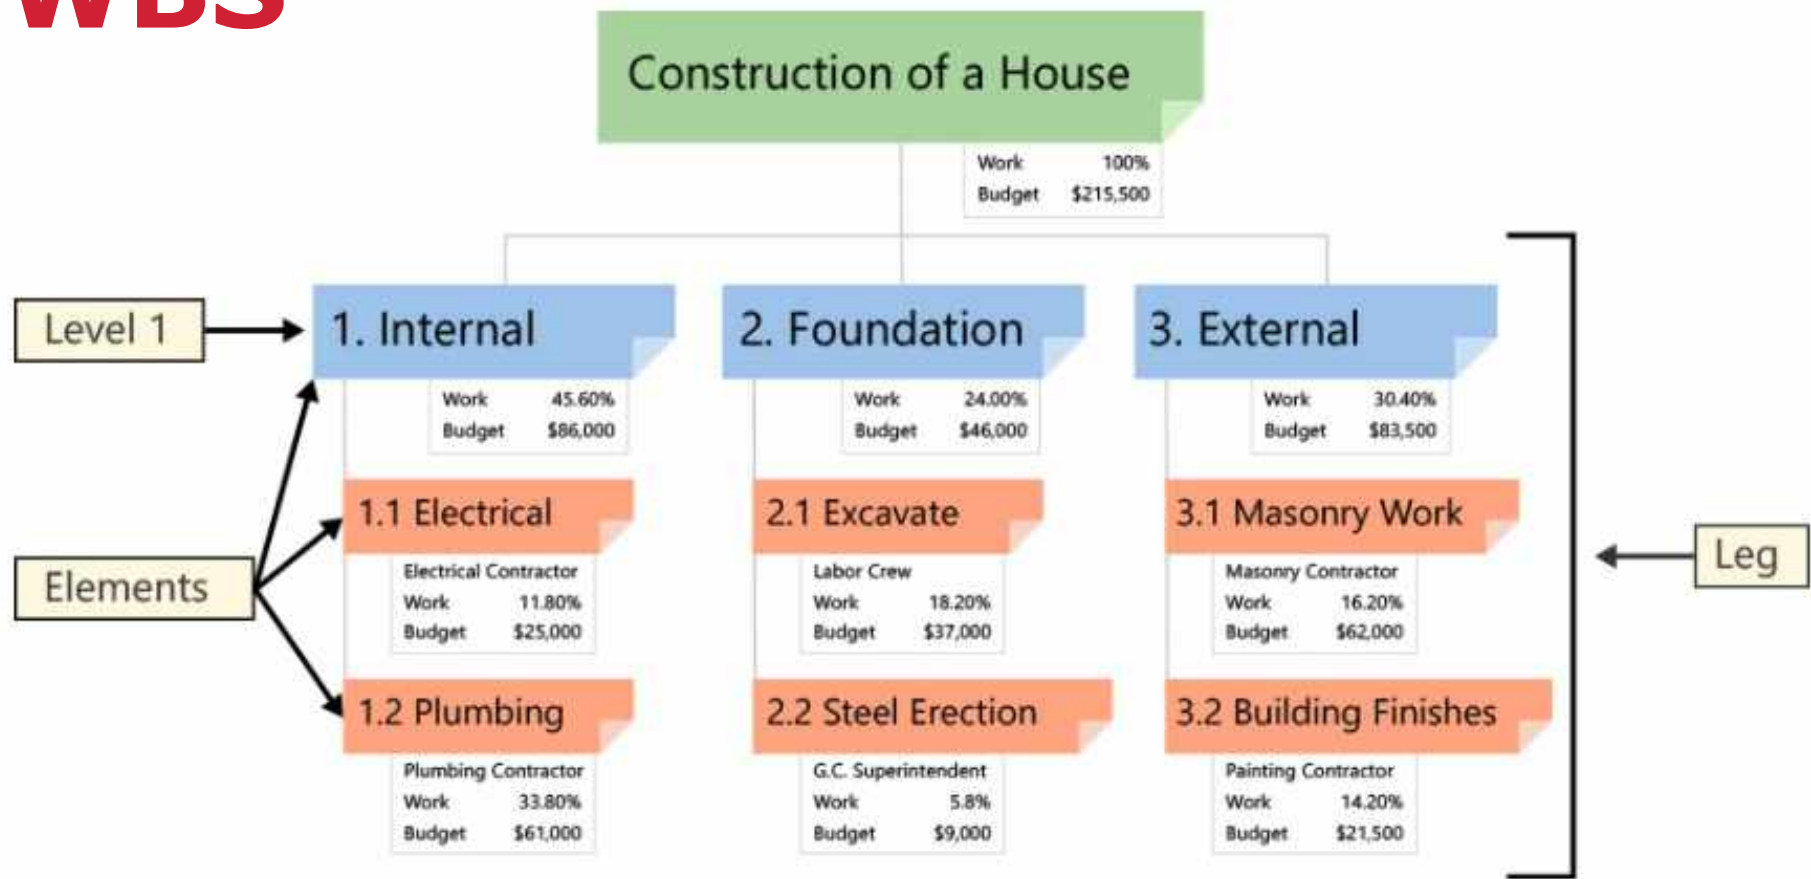 WBS
Construction of a House
Work 100%
Budget $215,500
Level 1
1. Internal
2. Foundation
3. External
Work 45.60%
Budget $86,000
Work 24.00%
Budget $46,000
Work 30.40%
Budget $83,500
Elements
Leg
1.1 Electrical
Electrical Contractor
Work 11.80%
Budget $25,000
2.1 Excavate
Labor Crew
Work 18.20%
Budget $37,000
3.1 Masonry Work
Masonry Contractor
Work 16.20%
Budget $62,000
1.2 Plumbing
Plumbing Contractor
Work 33.80%
Budget $61,000
2.2 Steel Erection
G.C. Superintendent
Work 5.8%
Budget $9,000
3.2 Building Finishes
Painting Contractor
Work 14.20%
Budget $21,500